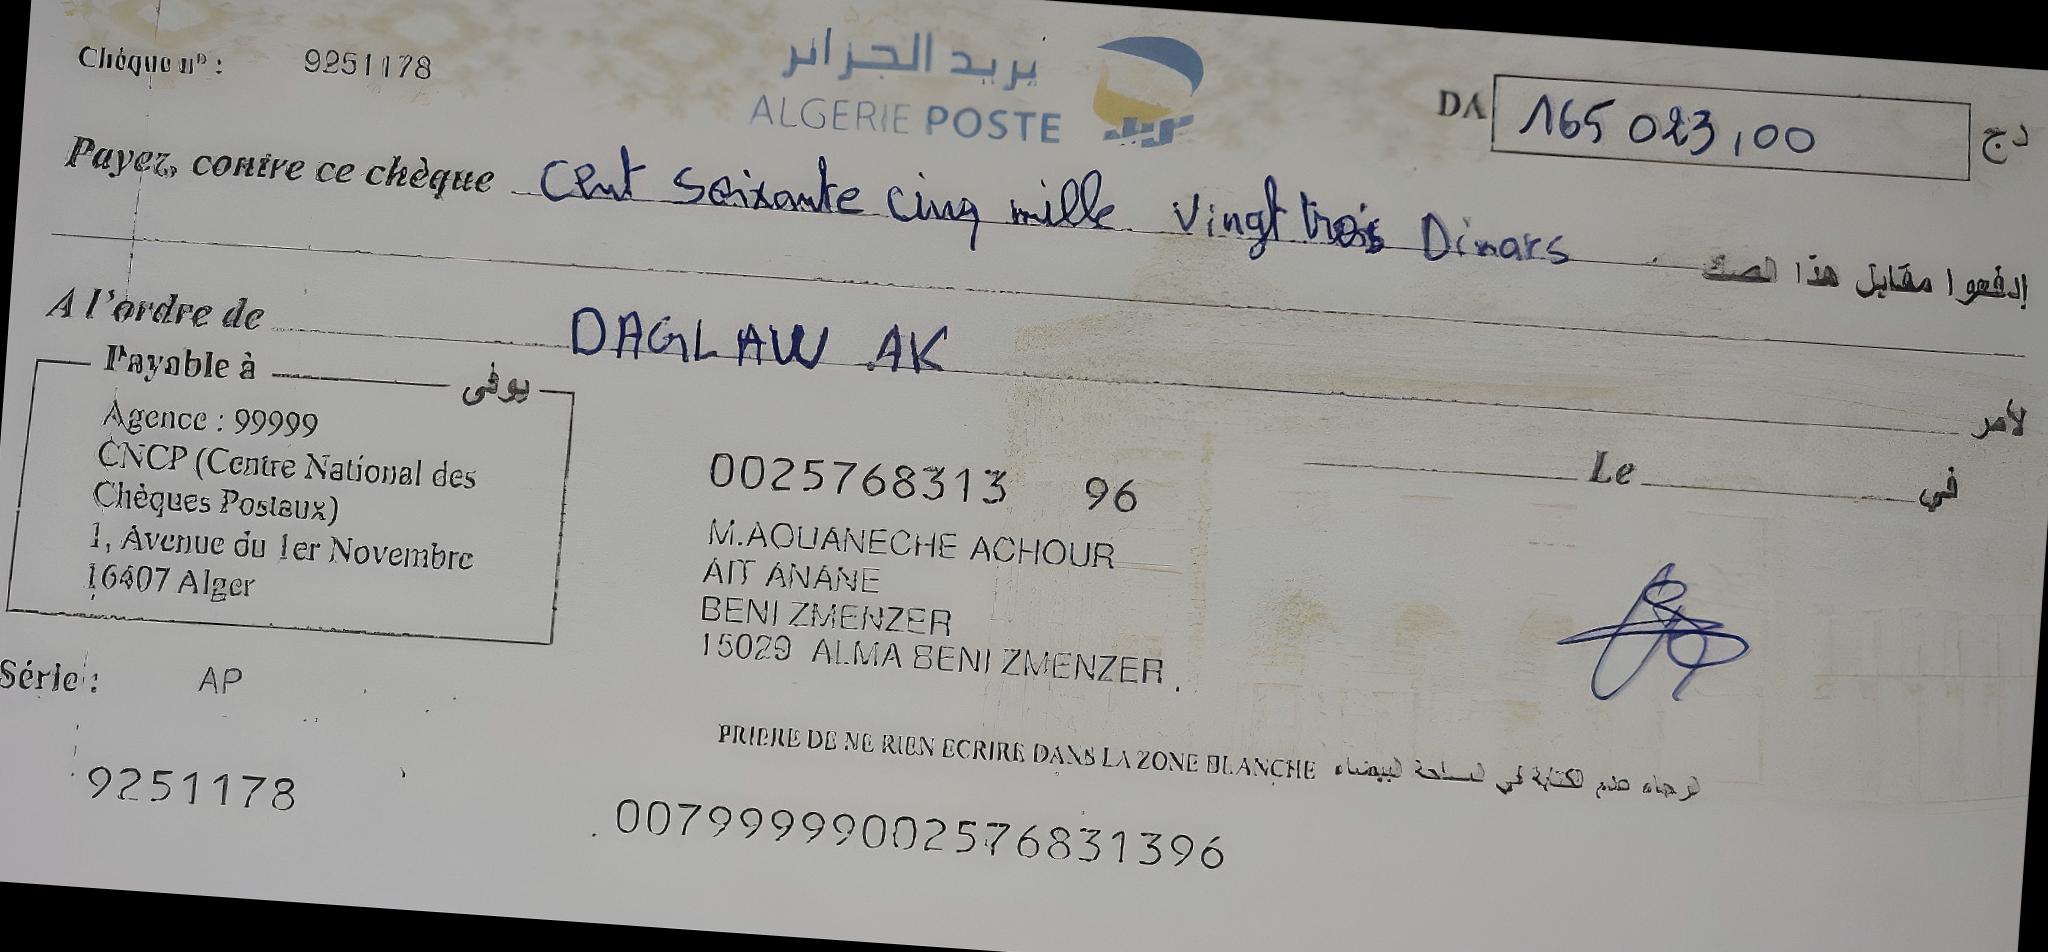 Chèque n° : 9251178
بريد الجزائر
ALGERIE POSTE
DA 165 023,00 دج
Payez, contre ce chèque Cent Soixante cinq mille Vingt trois Dinars إدفعوا مقابل هذا الصك
A l'ordre de DAGLAW AK لأمر
Payable à يوفى
Agence : 99999
CNCP (Centre National des
Chèques Postaux)
1, Avenue du 1er Novembre
16407 Alger
Le في
0025768313 96
M.AOUANECHE ACHOUR
AIT ANANE
BENI ZMENZER
15029 ALMA BENI ZMENZER
Série : AP
PRIERE DE NE RIEN ECRIRE DANS LA ZONE BLANCHE الرجاء عدم الكتابة في المساحة البيضاء
9251178
00799999002576831396